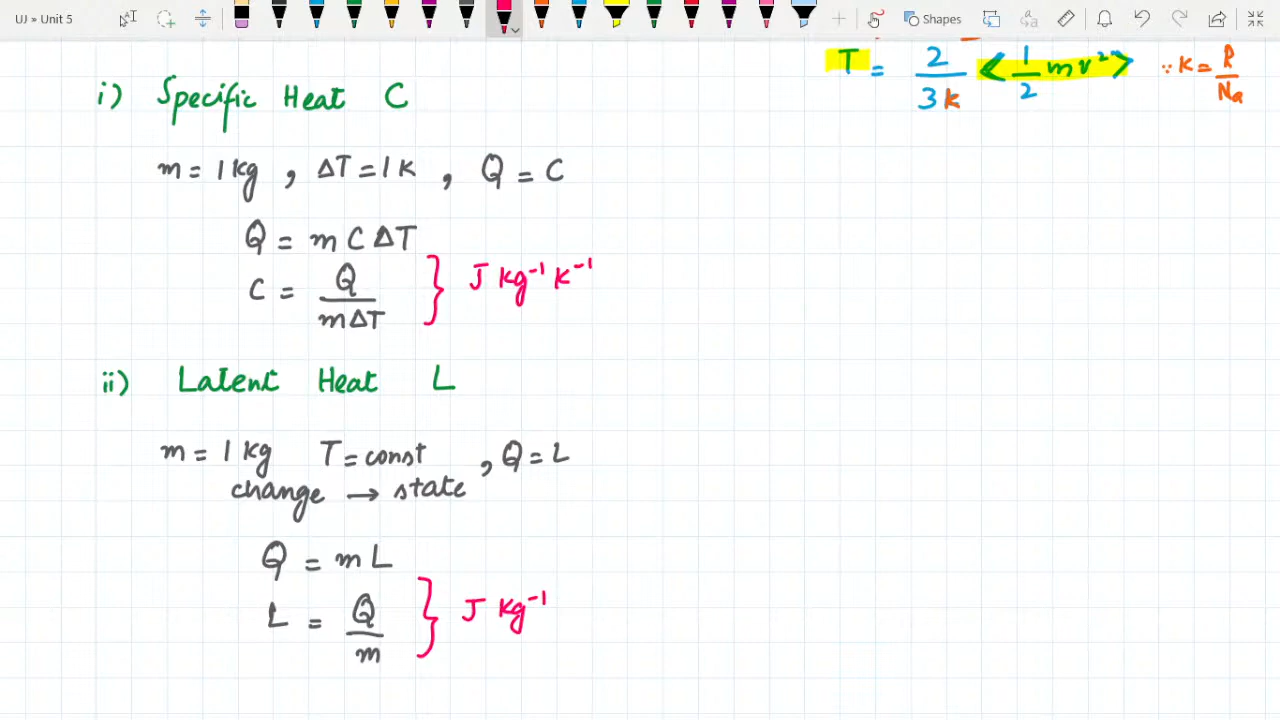 UJ » Unit 5
Shapes
T = 2/3k <1/2 mv²> ∵ k = R/Na
i) Specific Heat C
m = 1 kg , ΔT = 1 K , Q = C
Q = m C ΔT
C = Q/mΔT } J kg⁻¹ K⁻¹
ii) Latent Heat L
m = 1 kg T = const , Q = L
change → state
Q = m L
L = Q/m } J kg⁻¹